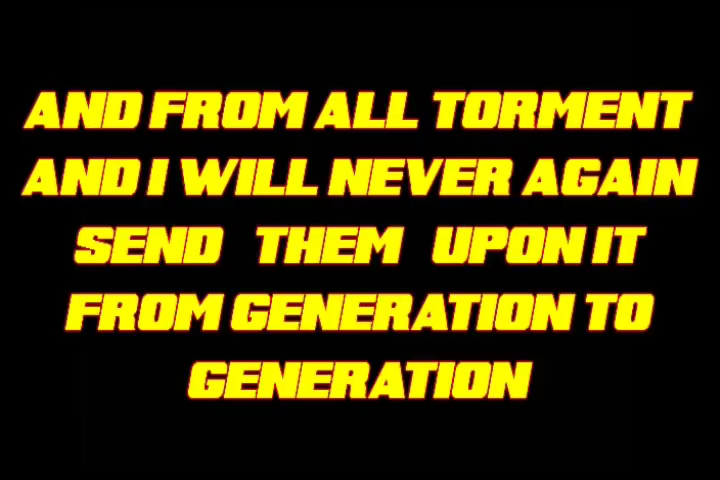 AND FROM ALL TORMENT
AND I WILL NEVER AGAIN
SEND THEM UPON IT
FROM GENERATION TO
GENERATION